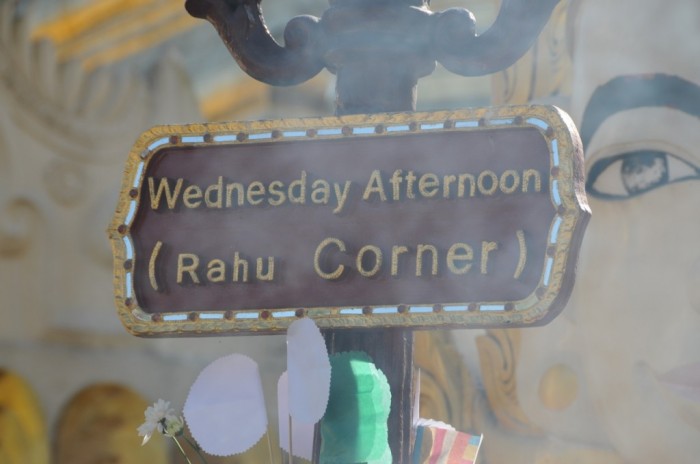 Wednesday Afternoon
(Rahu Corner)